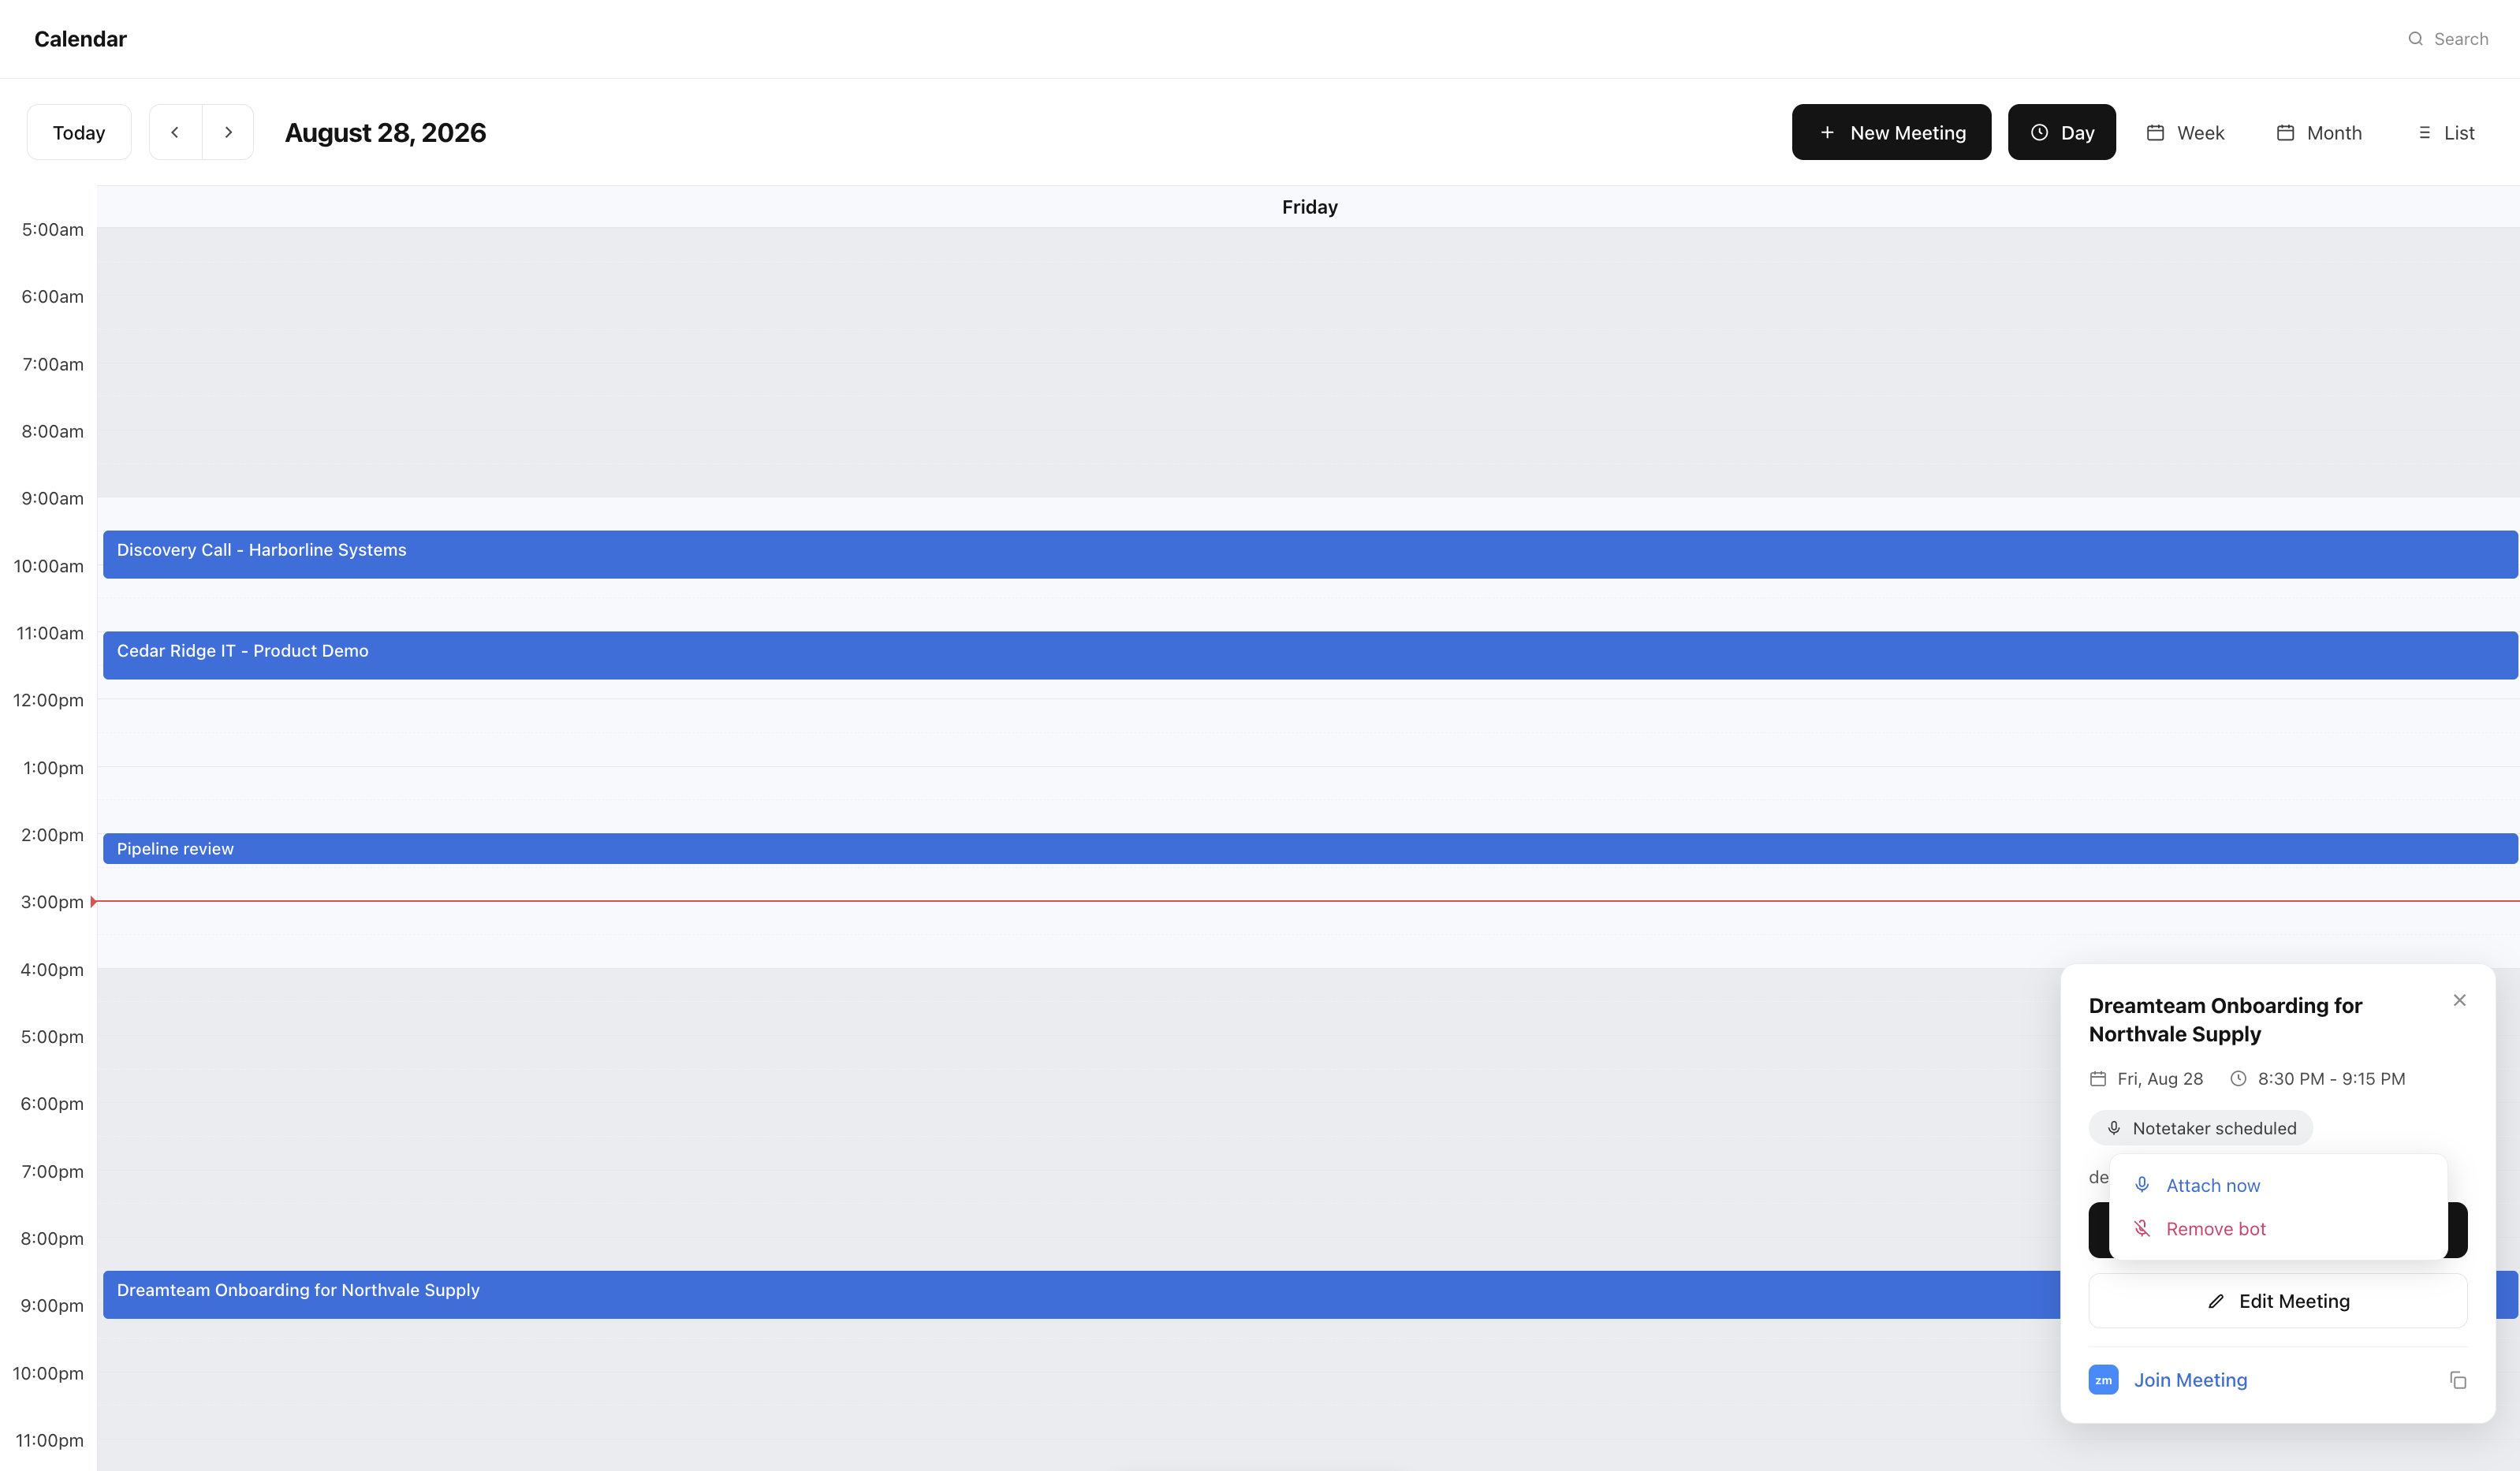 Calendar
Search
Today
August 28, 2026
New Meeting
Day
Week
Month
List
Friday
5:00am
6:00am
7:00am
8:00am
9:00am
Discovery Call - Harborline Systems
10:00am
11:00am
Cedar Ridge IT - Product Demo
12:00pm
1:00pm
2:00pm
Pipeline review
3:00pm
4:00pm
5:00pm
6:00pm
7:00pm
8:00pm
Dreamteam Onboarding for Northvale Supply
9:00pm
10:00pm
11:00pm
Dreamteam Onboarding for
Northvale Supply
Fri, Aug 28
8:30 PM - 9:15 PM
Notetaker scheduled
Attach now
Remove bot
Edit Meeting
zm
Join Meeting